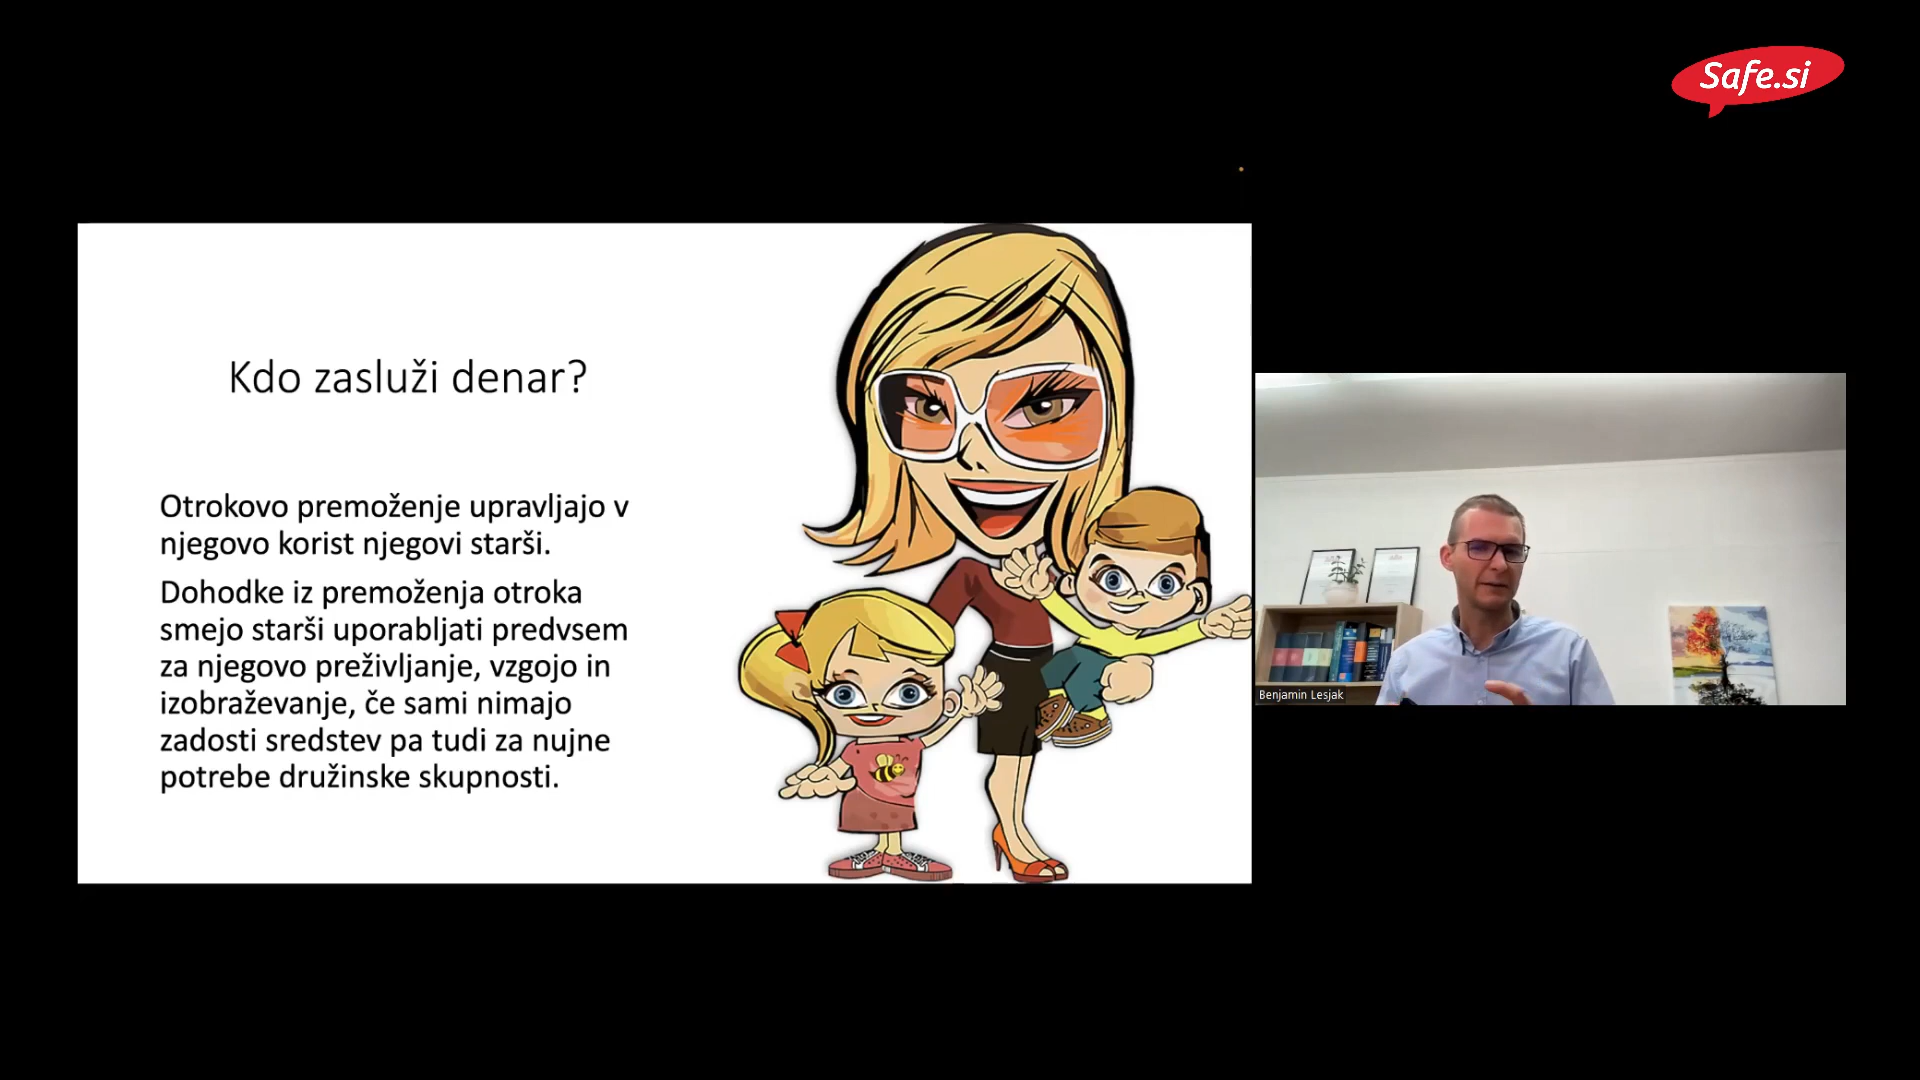 Safe.si
Kdo zasluži denar?
Otrokovo premoženje upravljajo v
njegovo korist njegovi starši.
Dohodke iz premoženja otroka
smejo starši uporabljati predvsem
za njegovo preživljanje, vzgojo in
izobraževanje, če sami nimajo
zadosti sredstev pa tudi za nujne
potrebe družinske skupnosti.
Benjamin Lesjak